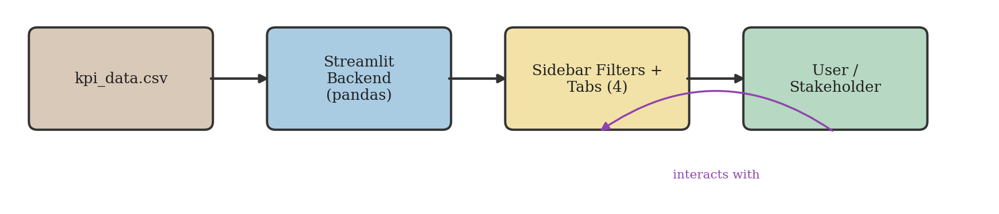 kpi_data.csv
Streamlit
Backend
(pandas)
Sidebar Filters +
Tabs (4)
User /
Stakeholder
interacts with